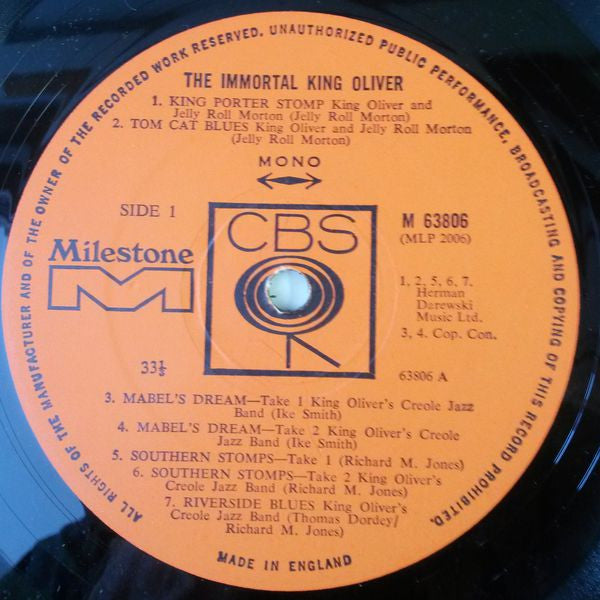 ALL RIGHTS OF THE MANUFACTURER AND OF THE OWNER OF THE RECORDED WORK RESERVED. UNAUTHORIZED PUBLIC PERFORMANCE, BROADCASTING AND COPYING OF THIS RECORD PROHIBITED.
THE IMMORTAL KING OLIVER
1. KING PORTER STOMP King Oliver and
Jelly Roll Morton (Jelly Roll Morton)
2. TOM CAT BLUES King Oliver and Jelly Roll Morton
(Jelly Roll Morton)
MONO
SIDE 1
CBS
M 63806
(MLP 2006)
Milestone
M
1, 2, 5, 6, 7.
Herman
Darewski
Music Ltd.
3, 4. Cop. Con.
33⅓
63806 A
3. MABEL'S DREAM—Take 1 King Oliver's Creole Jazz
Band (Ike Smith)
4. MABEL'S DREAM—Take 2 King Oliver's Creole
Jazz Band (Ike Smith)
5. SOUTHERN STOMPS—Take 1 (Richard M. Jones)
6. SOUTHERN STOMPS—Take 2 King Oliver's
Creole Jazz Band (Richard M. Jones)
7. RIVERSIDE BLUES King Oliver's
Creole Jazz Band (Thomas Dordey/
Richard M. Jones)
MADE IN ENGLAND